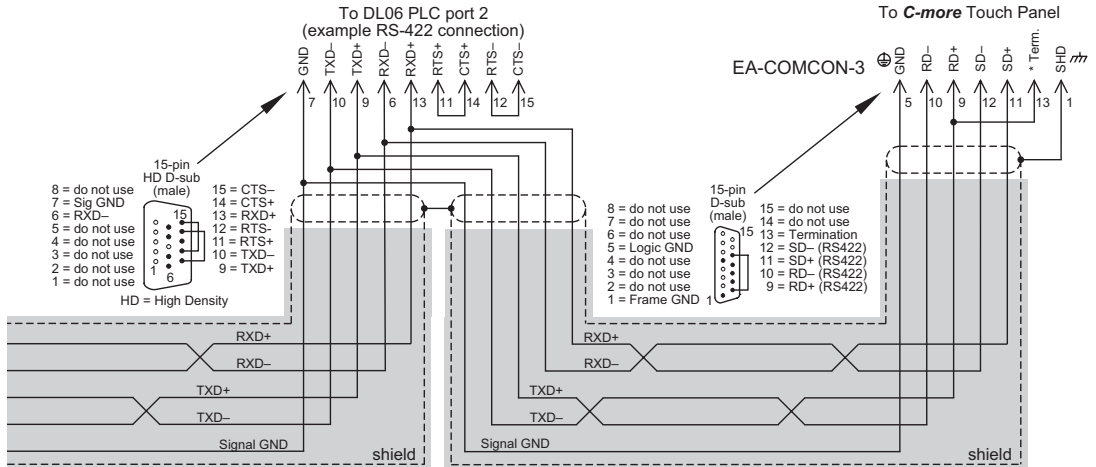 To DL06 PLC port 2
(example RS-422 connection)
GND
TXD–
TXD+
RXD–
RXD+
RTS+
CTS+
RTS–
CTS–
7
10
9
6
13
11
14
12
15
To C-more Touch Panel
EA-COMCON-3
GND
RD–
RD+
SD–
SD+
* Term.
SHD
5
10
9
12
11
13
1
15-pin
HD D-sub
(male)
8 = do not use
7 = Sig GND
6 = RXD–
5 = do not use
4 = do not use
3 = do not use
2 = do not use
1 = do not use
15
1
6
15 = CTS–
14 = CTS+
13 = RXD+
12 = RTS-
11 = RTS+
10 = TXD–
9 = TXD+
HD = High Density
15-pin
D-sub
(male)
8 = do not use
7 = do not use
6 = do not use
5 = Logic GND
4 = do not use
3 = do not use
2 = do not use
1 = Frame GND
15
1
15 = do not use
14 = do not use
13 = Termination
12 = SD– (RS422)
11 = SD+ (RS422)
10 = RD– (RS422)
9 = RD+ (RS422)
RXD+
RXD–
TXD+
TXD–
Signal GND
shield
RXD+
RXD–
TXD+
TXD–
Signal GND
shield